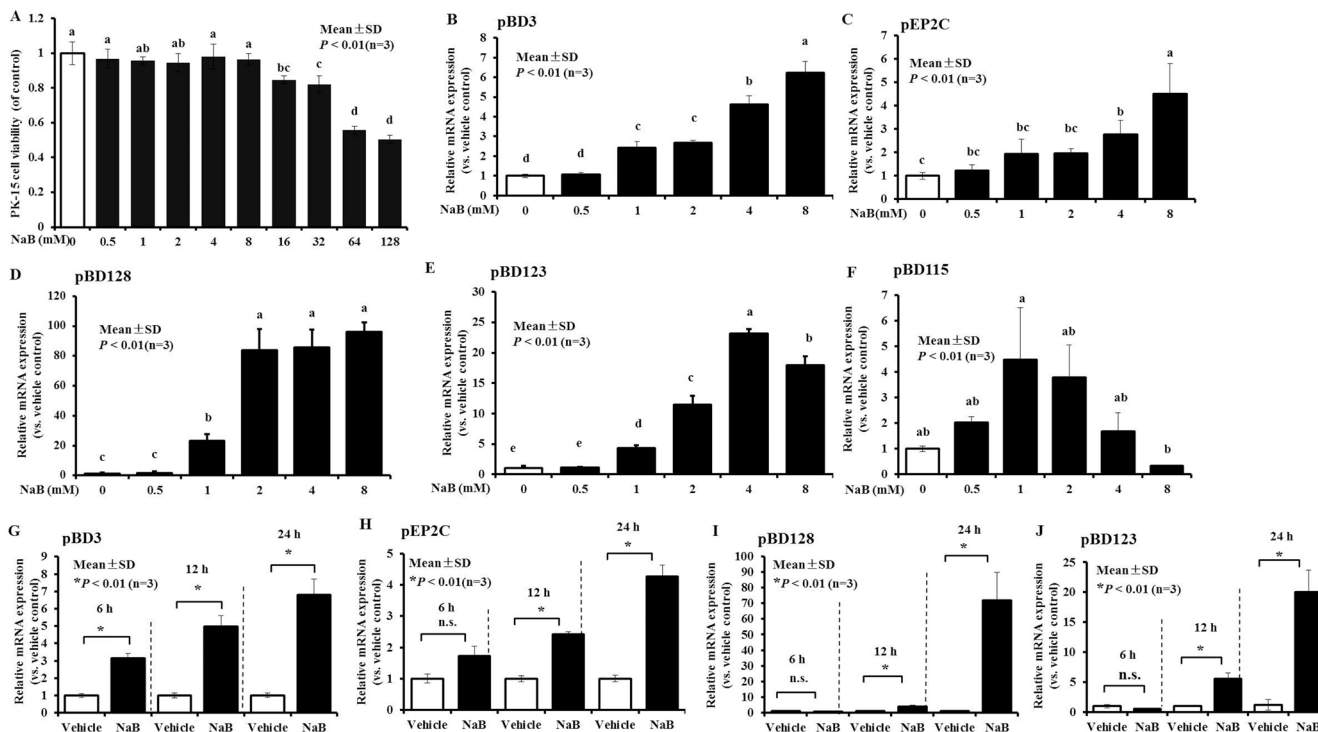 A
PK-15 cell viability (of control)
1.2
1
0.8
0.6
0.4
0.2
0
Mean±SD
P < 0.01 (n=3)
a a ab ab a a bc c d d
NaB (mM) 0 0.5 1 2 4 8 16 32 64 128
B pBD3
Relative mRNA expression
(vs. vehicle control)
8
7
6
5
4
3
2
1
0
Mean±SD
P < 0.01 (n=3)
d d c c b a
NaB (mM) 0 0.5 1 2 4 8
C pEP2C
Relative mRNA expression
(vs. vehicle control)
7
6
5
4
3
2
1
0
Mean±SD
P < 0.01 (n=3)
c bc bc bc b a
NaB(mM) 0 0.5 1 2 4 8
D pBD128
Relative mRNA expression
(vs. vehicle control)
120
100
80
60
40
20
0
Mean±SD
P < 0.01(n=3)
c c b a a a
NaB (mM) 0 0.5 1 2 4 8
E pBD123
Relative mRNA expression
(vs. vehicle control)
30
25
20
15
10
5
0
Mean±SD
P < 0.01 (n=3)
e e d c a b
NaB (mM) 0 0.5 1 2 4 8
F pBD115
Relative mRNA expression
(vs. vehicle control)
7
6
5
4
3
2
1
0
Mean±SD
P < 0.01 (n=3)
ab ab a ab ab b
NaB (mM) 0 0.5 1 2 4 8
G pBD3
Relative mRNA expression
(vs. vehicle control)
9
8
7
6
5
4
3
2
1
0
Mean±SD
*P < 0.01 (n=3)
6 h
*
12 h
*
24 h
*
Vehicle NaB Vehicle NaB Vehicle NaB
H pEP2C
Relative mRNA expression
(vs. vehicle control)
5
4
3
2
1
0
Mean±SD
*P < 0.01(n=3)
6 h
n.s.
12 h
*
24 h
*
Vehicle NaB Vehicle NaB Vehicle NaB
I pBD128
Relative mRNA expression
(vs. vehicle control)
100
90
80
70
60
50
40
30
20
10
0
Mean±SD
*P < 0.01 (n=3)
6 h
n.s.
12 h
*
24 h
*
Vehicle NaB Vehicle NaB Vehicle NaB
J pBD123
Relative mRNA expression
(vs. vehicle control)
25
20
15
10
5
0
Mean±SD
*P < 0.01 (n=3)
6 h
n.s.
12 h
*
24 h
*
Vehicle NaB Vehicle NaB Vehicle NaB